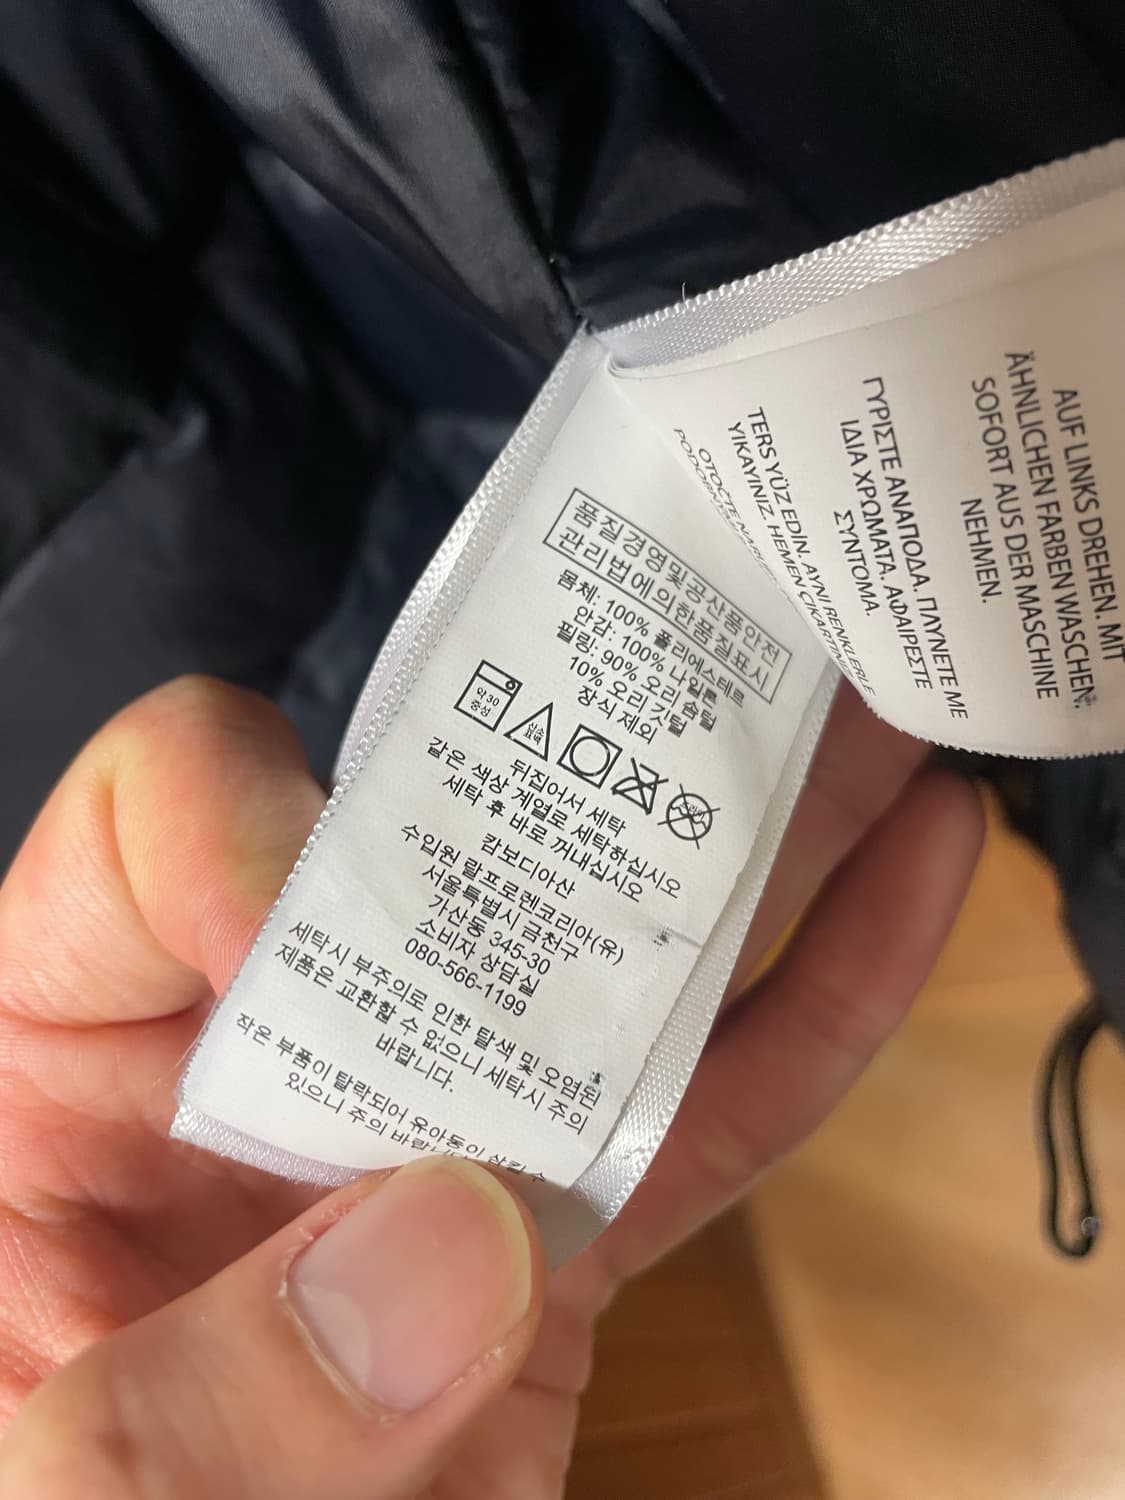 품질경영및공산품안전
관리법에의한품질표시
몸체: 100% 폴리에스테르
안감: 100% 나일론
필링: 90% 오리 솜털
10% 오리 깃털
장식 제외
약30
중성
산소
표백
드라이
뒤집어서 세탁
같은 색상 계열로 세탁하십시오
세탁 후 바로 꺼내십시오
캄보디아산
수입원 랄프로렌코리아(유)
서울특별시 금천구
가산동 345-30
소비자 상담실
080-566-1199
세탁시 부주의로 인한 탈색 및 오염된
제품은 교환할 수 없으니 세탁시 주의
바랍니다.
작은 부품이 탈락되어 유아동이 삼킬 수
있으니 주의 바랍니다
OTOČTE NARUBY
TERS YÜZ EDIN. AYNI RENKLERLE
YIKAYINIZ. HEMEN ÇIKARTINIZ
ΓΥΡΙΣΤΕ ΑΝΑΠΟΔΑ. ΠΛΥΝΕΤΕ ΜΕ
ΙΔΙΑ ΧΡΩΜΑΤΑ. ΑΦΑΙΡΕΣΤΕ
ΣΥΝΤΟΜΑ.
AUF LINKS DREHEN. MIT
ÄHNLICHEN FARBEN WASCHEN.
SOFORT AUS DER MASCHINE
NEHMEN.